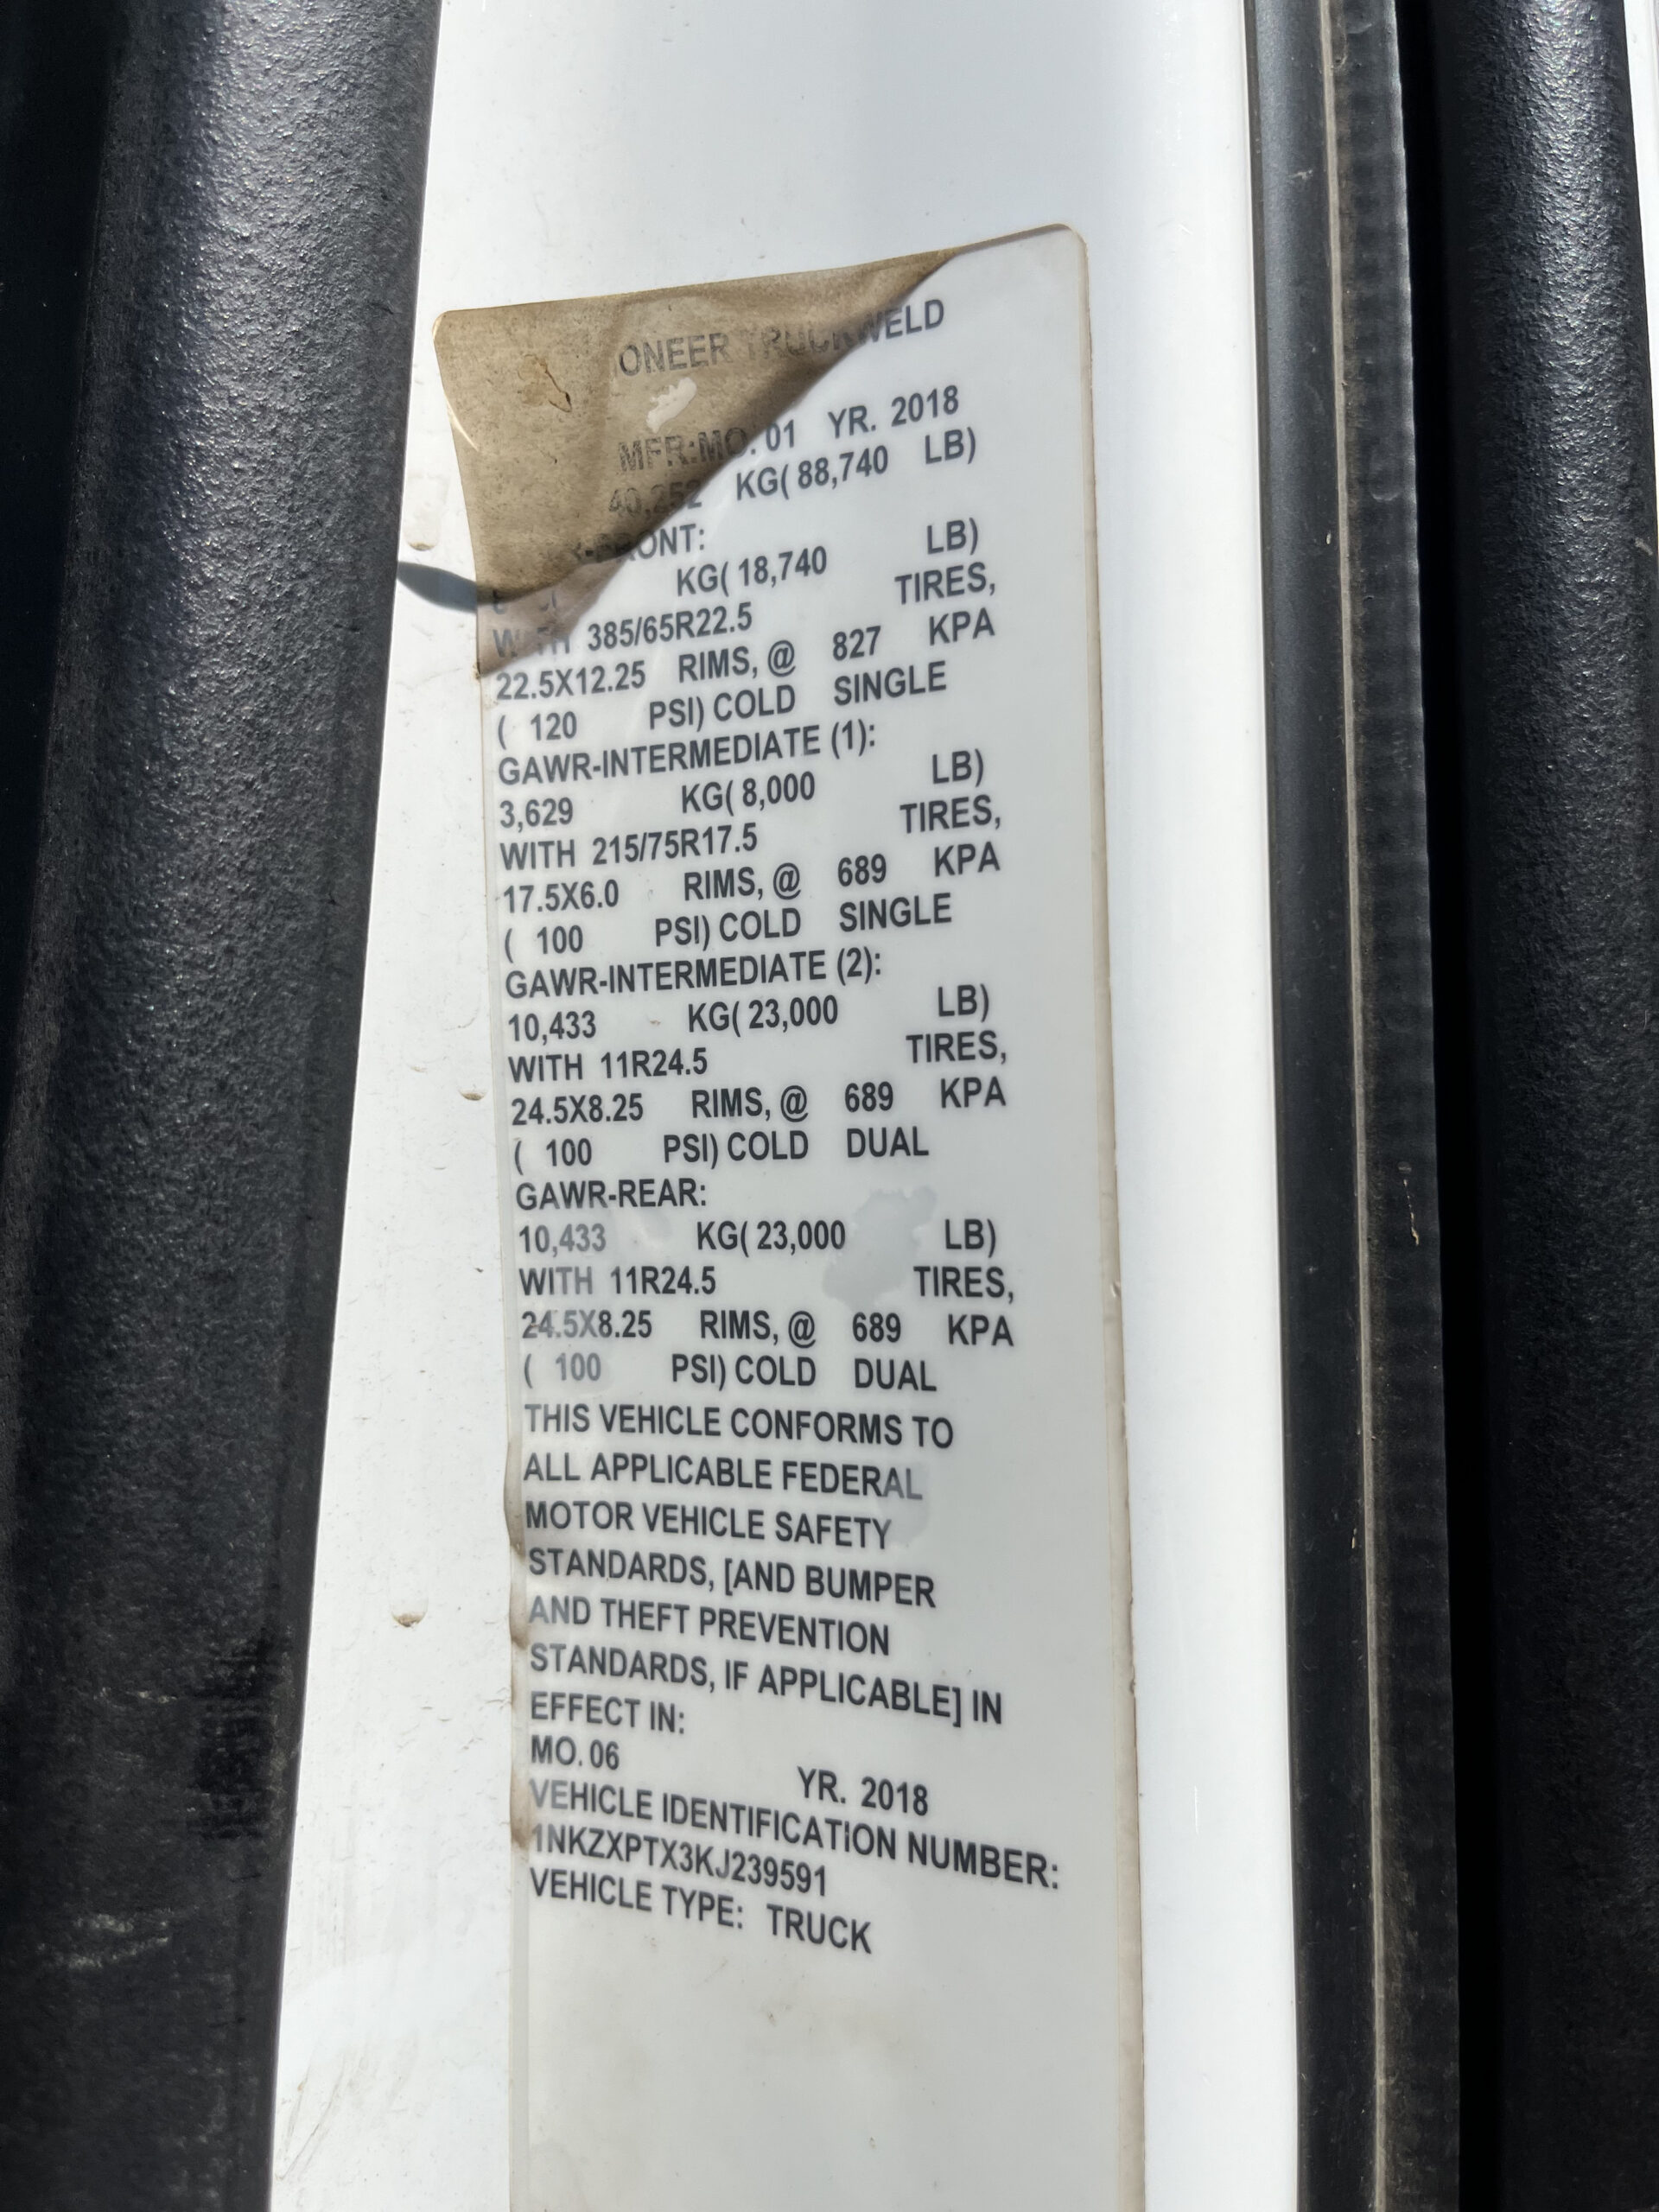 ONEER TRUCKWELD
MFR:MO. 01 YR. 2018
40,252 KG( 88,740 LB)
FRONT:
KG( 18,740 LB)
WITH 385/65R22.5 TIRES,
22.5X12.25 RIMS, @ 827 KPA
( 120 PSI) COLD SINGLE
GAWR-INTERMEDIATE (1):
3,629 KG( 8,000 LB)
WITH 215/75R17.5 TIRES,
17.5X6.0 RIMS, @ 689 KPA
( 100 PSI) COLD SINGLE
GAWR-INTERMEDIATE (2):
10,433 KG( 23,000 LB)
WITH 11R24.5 TIRES,
24.5X8.25 RIMS, @ 689 KPA
( 100 PSI) COLD DUAL
GAWR-REAR:
10,433 KG( 23,000 LB)
WITH 11R24.5 TIRES,
24.5X8.25 RIMS, @ 689 KPA
( 100 PSI) COLD DUAL
THIS VEHICLE CONFORMS TO
ALL APPLICABLE FEDERAL
MOTOR VEHICLE SAFETY
STANDARDS, [AND BUMPER
AND THEFT PREVENTION
STANDARDS, IF APPLICABLE] IN
EFFECT IN:
MO. 06 YR. 2018
VEHICLE IDENTIFICATION NUMBER:
1NKZXPTX3KJ239591
VEHICLE TYPE: TRUCK